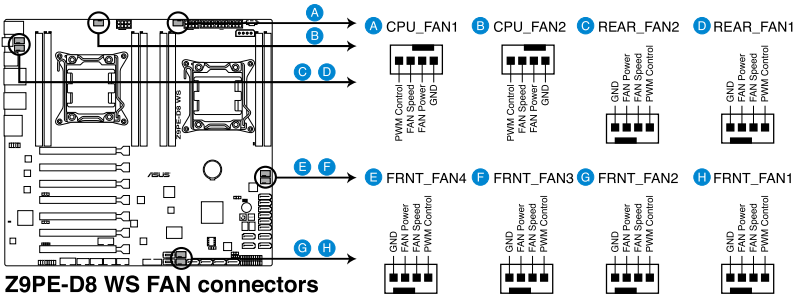 A
B
C D
E F
G H
Z9PE-D8 WS
ASUS
A CPU_FAN1
PWM Control
FAN Speed
FAN Power
GND
B CPU_FAN2
PWM Control
FAN Speed
FAN Power
GND
C REAR_FAN2
GND
FAN Power
FAN Speed
PWM Control
D REAR_FAN1
GND
FAN Power
FAN Speed
PWM Control
E FRNT_FAN4
GND
FAN Power
FAN Speed
PWM Control
F FRNT_FAN3
GND
FAN Power
FAN Speed
PWM Control
G FRNT_FAN2
GND
FAN Power
FAN Speed
PWM Control
H FRNT_FAN1
GND
FAN Power
FAN Speed
PWM Control
Z9PE-D8 WS FAN connectors